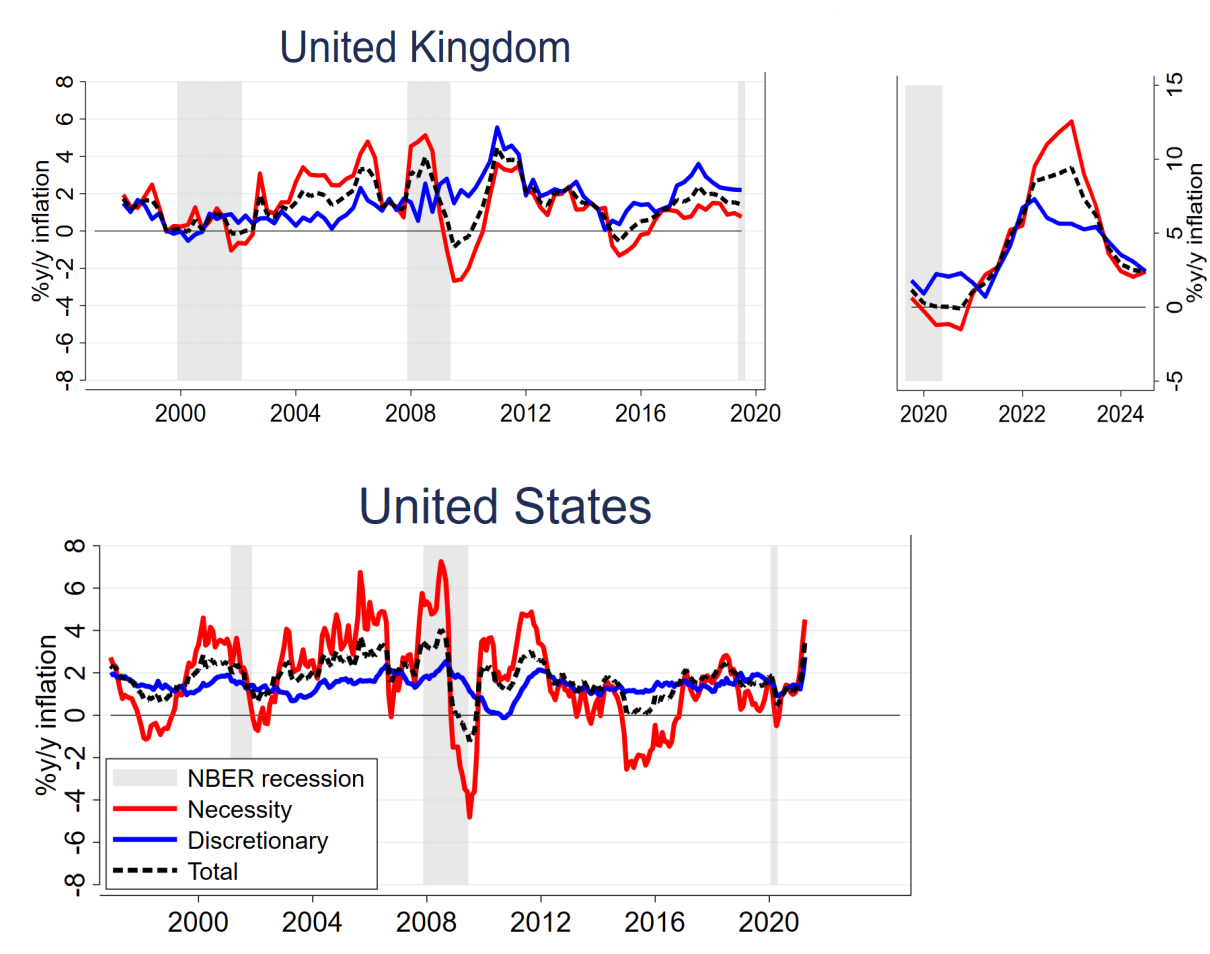 United Kingdom
%y/y inflation
8
6
4
2
0
-2
-4
-6
-8
2000 2004 2008 2012 2016 2020
15
10
5
0
-5
%y/y inflation
2020 2022 2024
United States
%y/y inflation
8
6
4
2
0
-2
-4
-6
-8
NBER recession
Necessity
Discretionary
Total
2000 2004 2008 2012 2016 2020